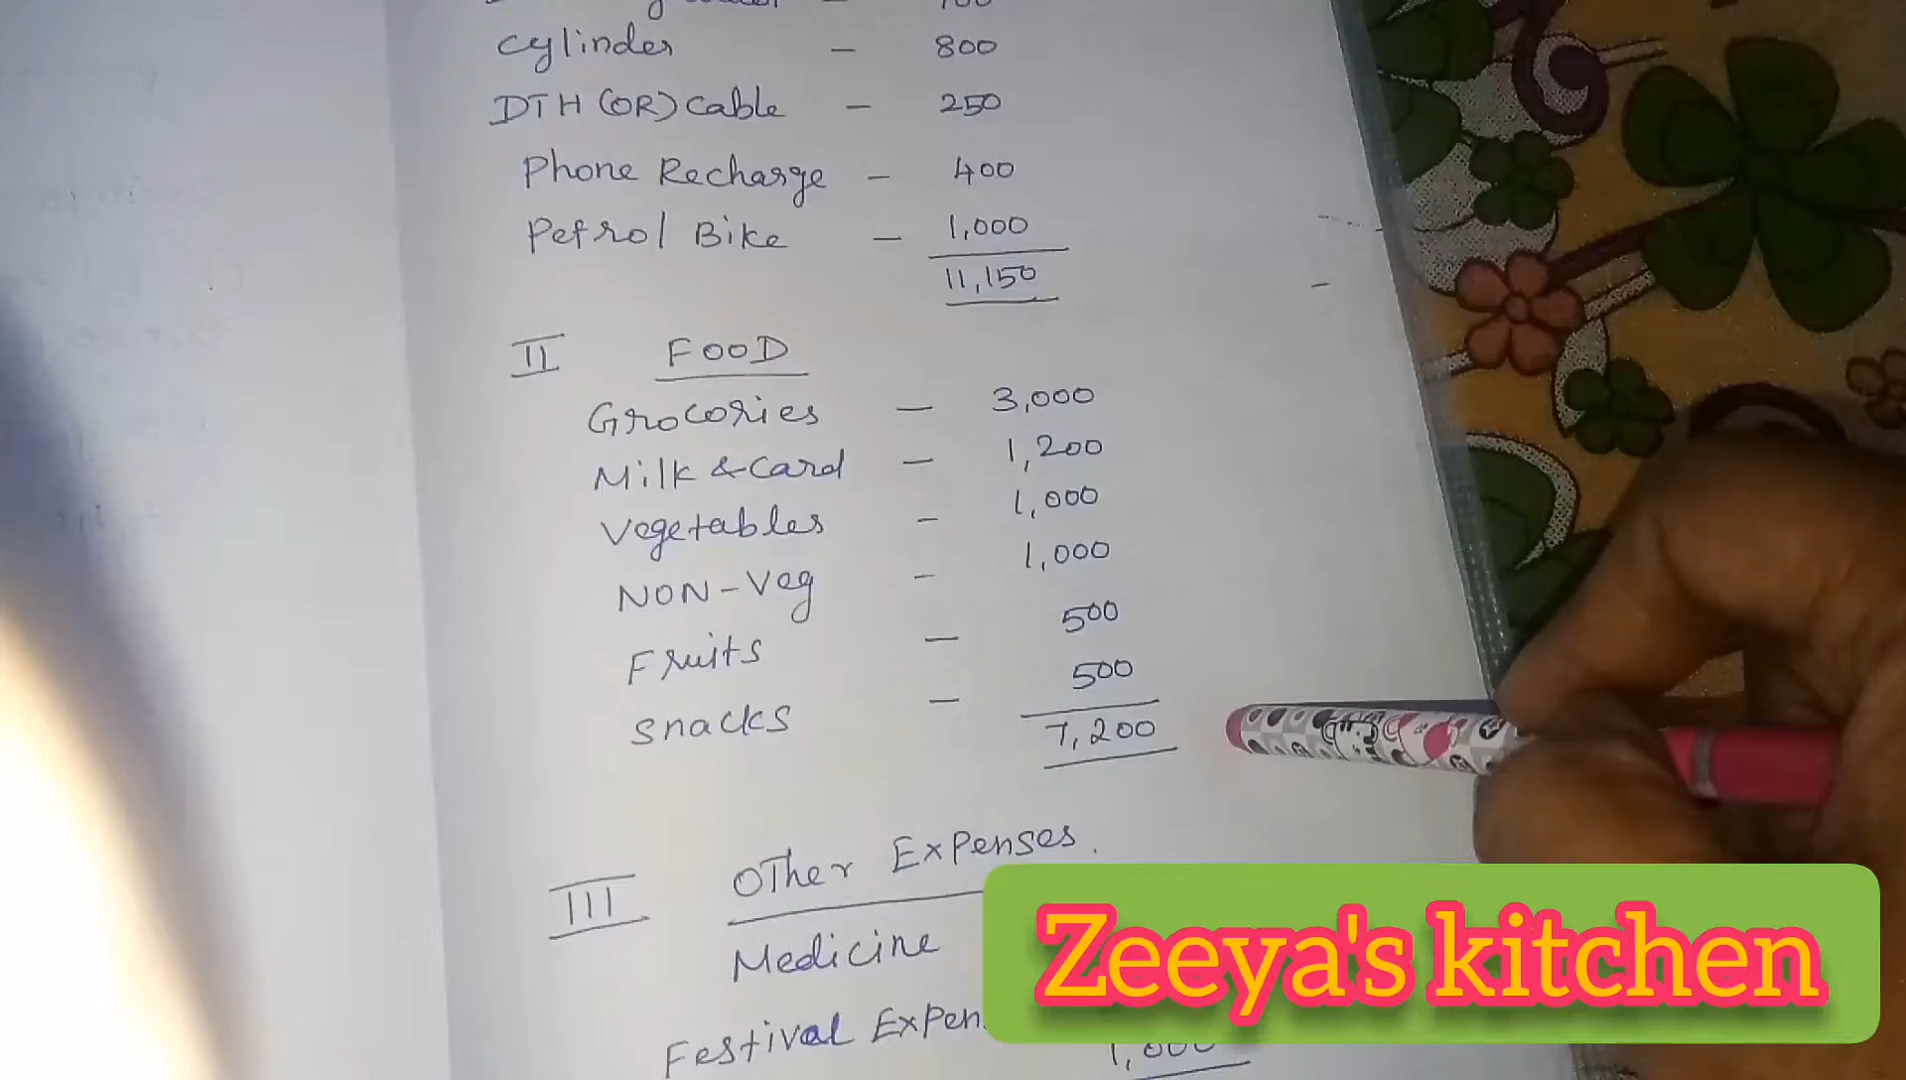 cylinder - 800
DTH (OR) cable - 250
Phone Recharge - 400
Petrol Bike - 1,000
11,150
II FOOD
Grocories - 3,000
Milk & Card - 1,200
Vegetables - 1,000
NON-Veg - 1,000
Fruits - 500
snacks - 500
7,200
III Other Expenses.
Medicine
Festival
Zeeya's kitchen